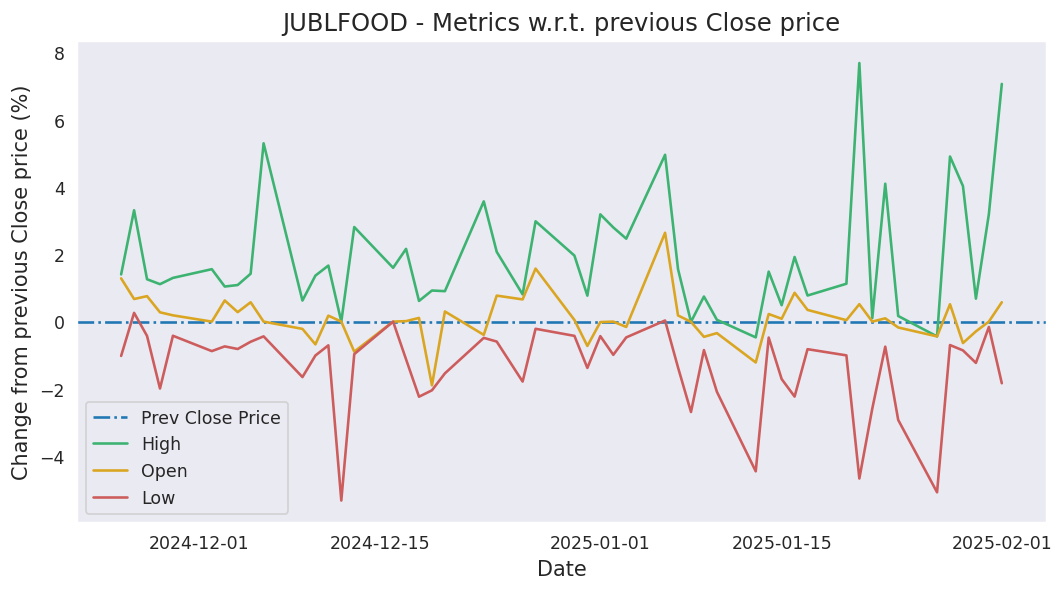 JUBLFOOD - Metrics w.r.t. previous Close price
Change from previous Close price (%)
8
6
4
2
0
−2
−4
Prev Close Price
High
Open
Low
2024-12-01 2024-12-15 2025-01-01 2025-01-15 2025-02-01
Date